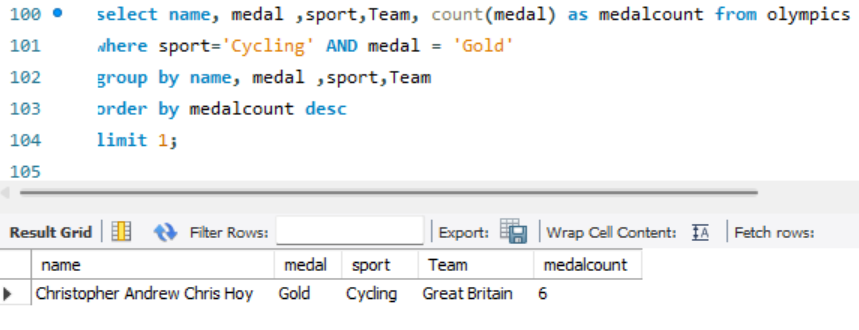 100 select name, medal ,sport,Team, count(medal) as medalcount from olympics
101 where sport='Cycling' AND medal = 'Gold'
102 group by name, medal ,sport,Team
103 order by medalcount desc
104 limit 1;
105
Result Grid Filter Rows: Export: Wrap Cell Content: IA Fetch rows:
name medal sport Team medalcount
Christopher Andrew Chris Hoy Gold Cycling Great Britain 6